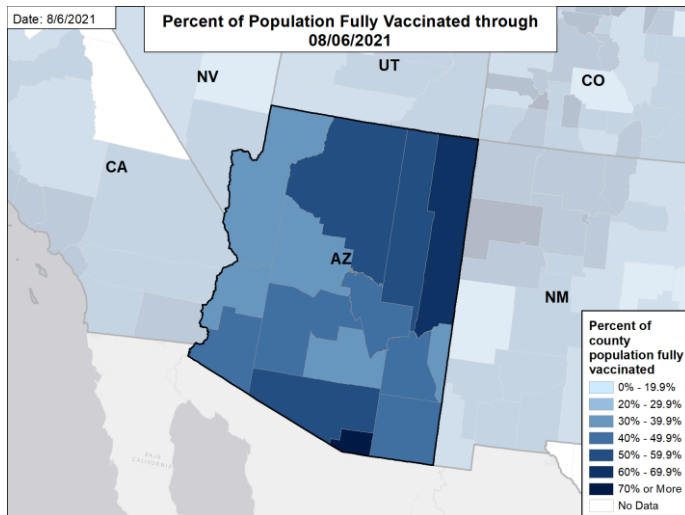 Date: 8/6/2021
Percent of Population Fully Vaccinated through
08/06/2021
NV
UT
CO
CA
AZ
NM
BAJA
CALIFORNIA
Percent of
county
population fully
vaccinated
0% - 19.9%
20% - 29.9%
30% - 39.9%
40% - 49.9%
50% - 59.9%
60% - 69.9%
70% or More
No Data